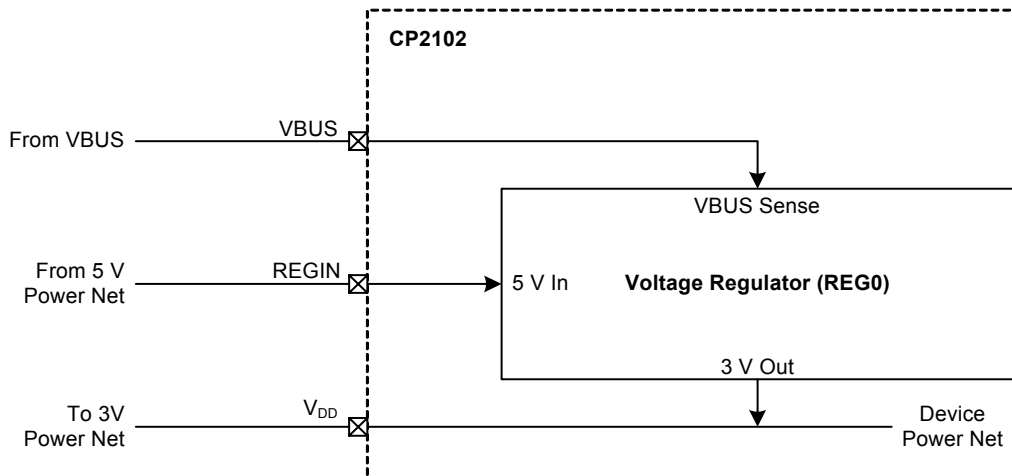 CP2102
From VBUS
VBUS
VBUS Sense
From 5 V
Power Net
REGIN
5 V In
Voltage Regulator (REG0)
3 V Out
To 3V
Power Net
VDD
Device
Power Net